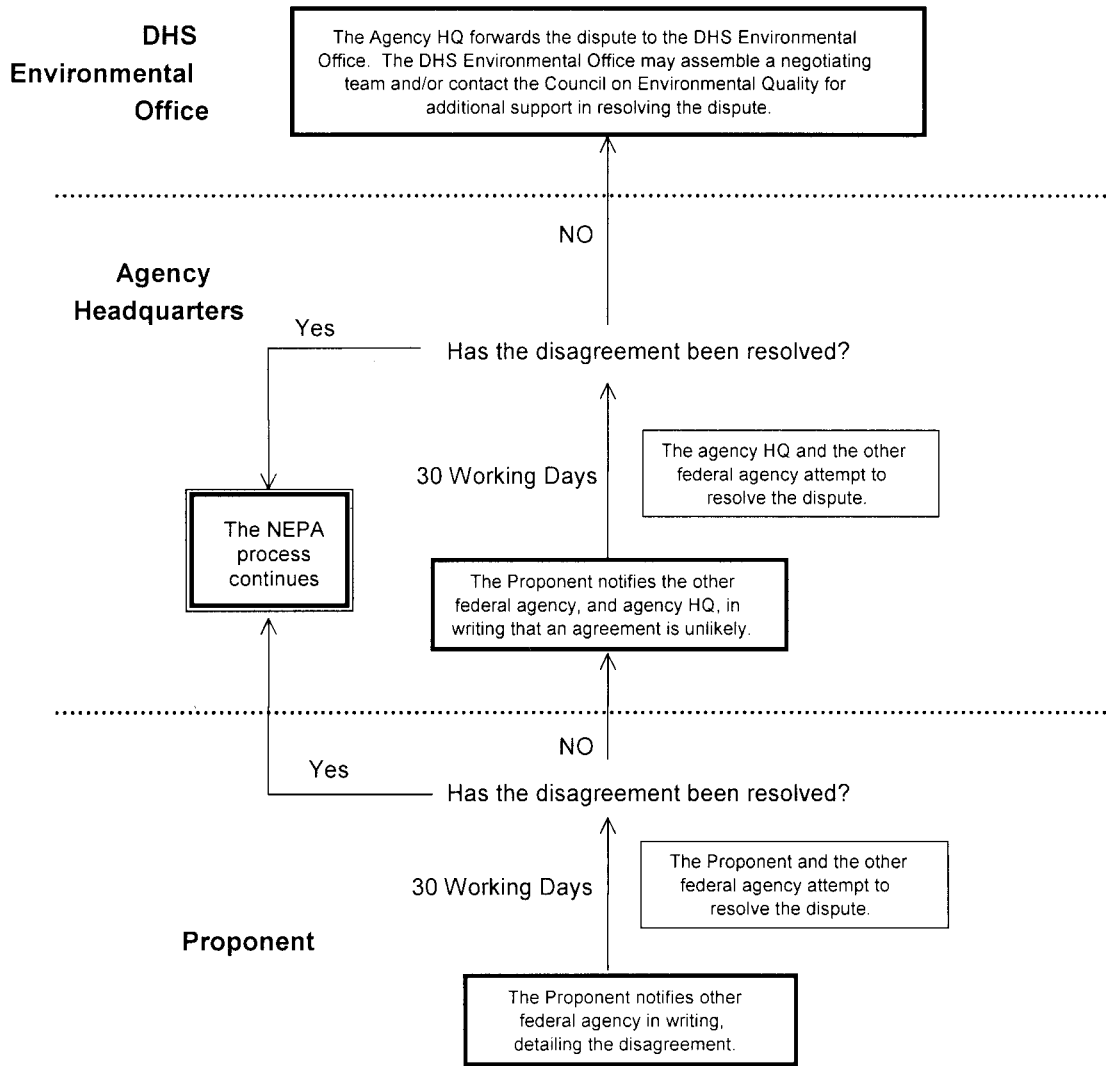 DHS
Environmental
Office
The Agency HQ forwards the dispute to the DHS Environmental
Office. The DHS Environmental Office may assemble a negotiating
team and/or contact the Council on Environmental Quality for
additional support in resolving the dispute.
NO
Agency
Headquarters
Yes
Has the disagreement been resolved?
The agency HQ and the other
federal agency attempt to
resolve the dispute.
30 Working Days
The NEPA
process
continues
The Proponent notifies the other
federal agency, and agency HQ, in
writing that an agreement is unlikely.
NO
Yes
Has the disagreement been resolved?
The Proponent and the other
federal agency attempt to
resolve the dispute.
30 Working Days
Proponent
The Proponent notifies other
federal agency in writing,
detailing the disagreement.